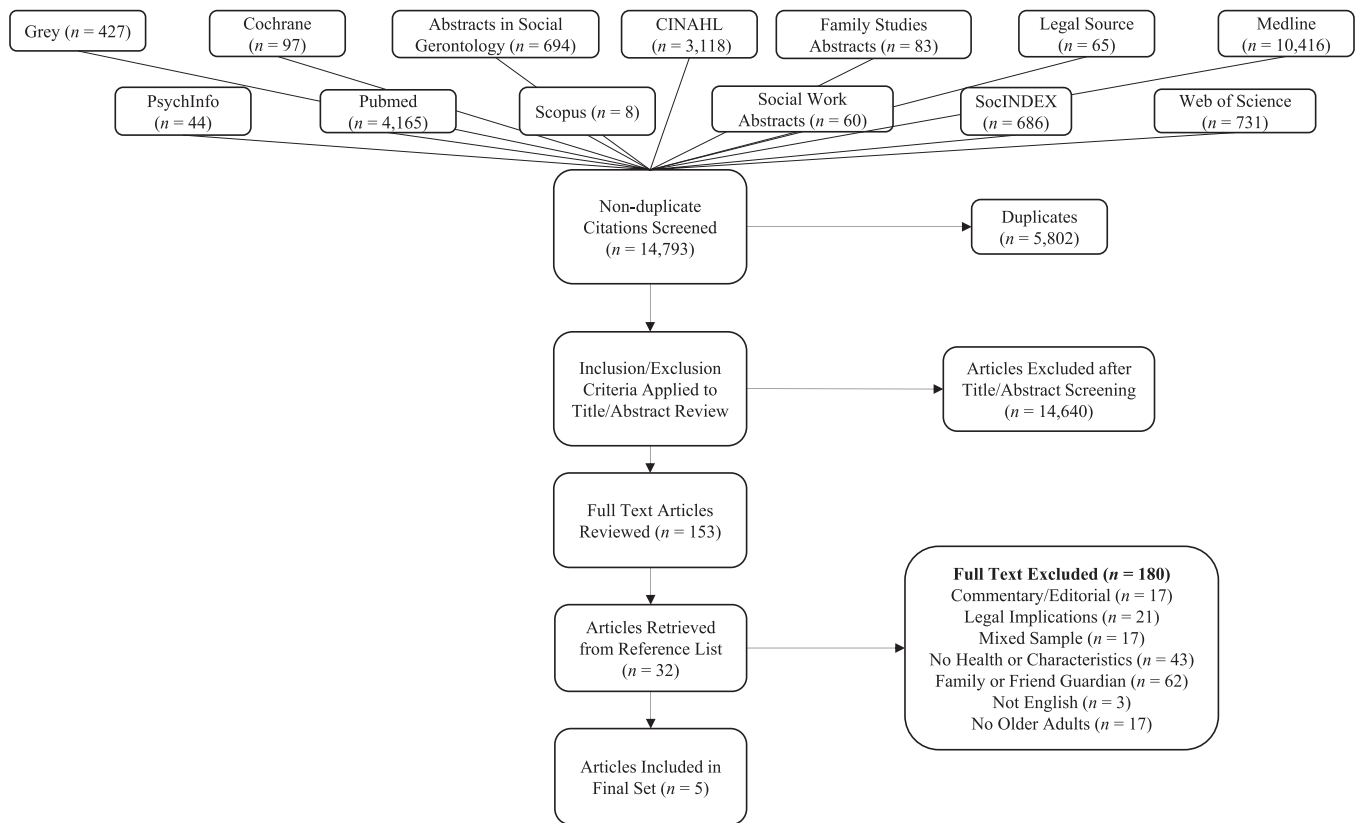 Grey (n = 427)
Cochrane
(n = 97)
Abstracts in Social
Gerontology (n = 694)
CINAHL
(n = 3,118)
Family Studies
Abstracts (n = 83)
Legal Source
(n = 65)
Medline
(n = 10,416)
PsychInfo
(n = 44)
Pubmed
(n = 4,165)
Scopus (n = 8)
Social Work
Abstracts (n = 60)
SocINDEX
(n = 686)
Web of Science
(n = 731)
Non-duplicate
Citations Screened
(n = 14,793)
Duplicates
(n = 5,802)
Inclusion/Exclusion
Criteria Applied to
Title/Abstract Review
Articles Excluded after
Title/Abstract Screening
(n = 14,640)
Full Text Articles
Reviewed (n = 153)
Articles Retrieved
from Reference List
(n = 32)
Full Text Excluded (n = 180)
Commentary/Editorial (n = 17)
Legal Implications (n = 21)
Mixed Sample (n = 17)
No Health or Characteristics (n = 43)
Family or Friend Guardian (n = 62)
Not English (n = 3)
No Older Adults (n = 17)
Articles Included in
Final Set (n = 5)